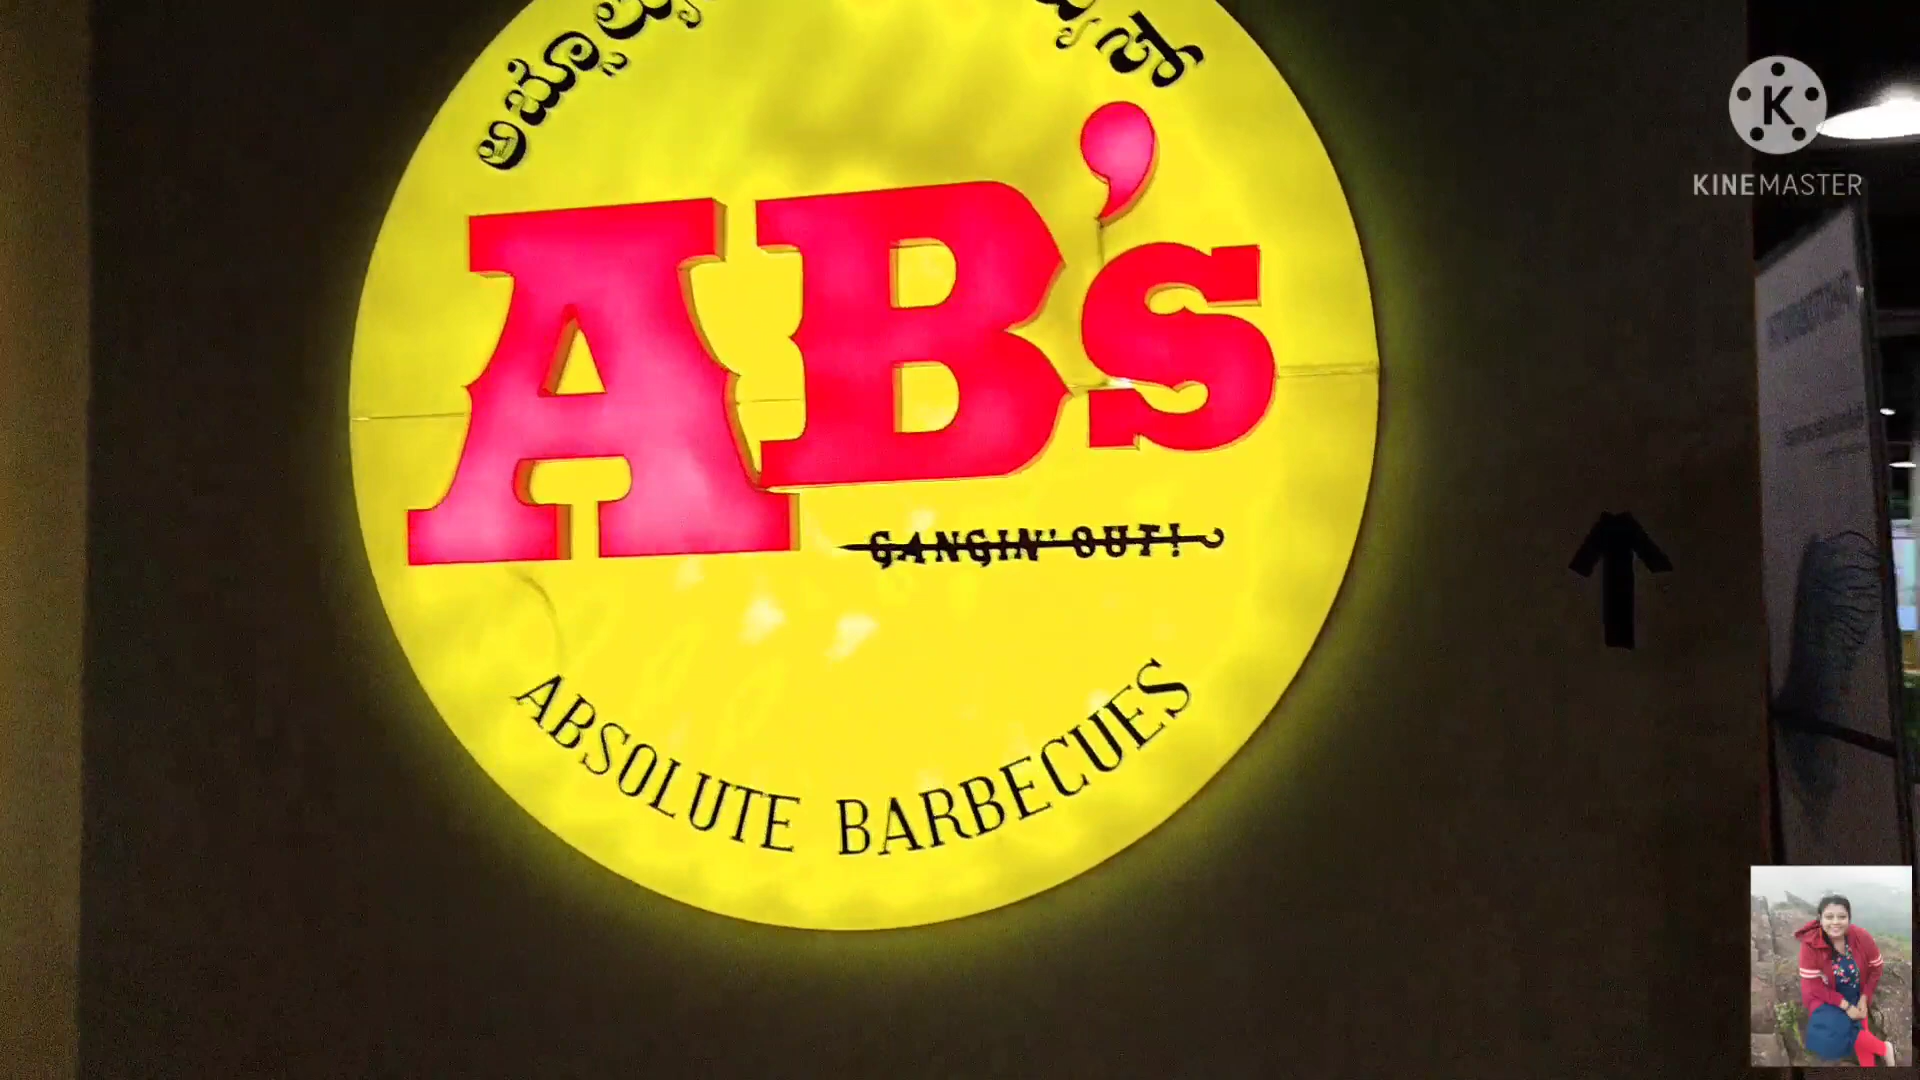 AB's
GANGIN' OUT!
ABSOLUTE BARBECUES
KINEMASTER